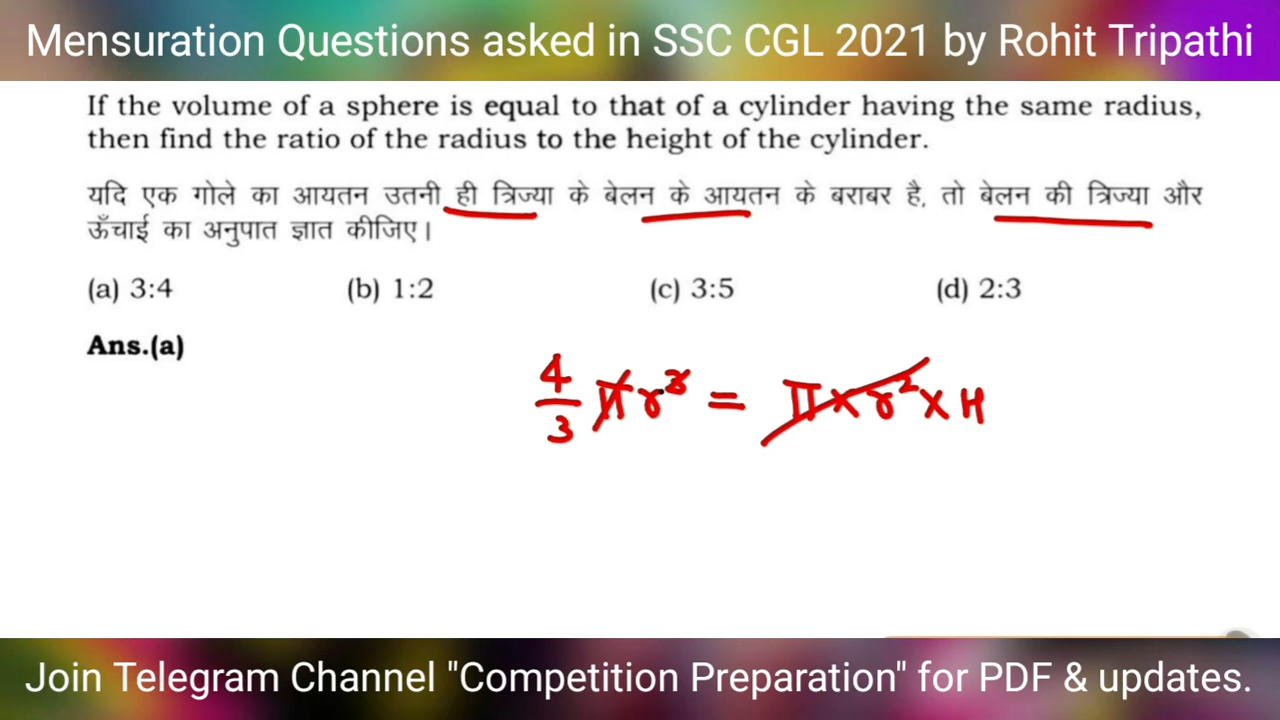 Mensuration Questions asked in SSC CGL 2021 by Rohit Tripathi
If the volume of a sphere is equal to that of a cylinder having the same radius,
then find the ratio of the radius to the height of the cylinder.
यदि एक गोले का आयतन उतनी ही त्रिज्या के बेलन के आयतन के बराबर है, तो बेलन की त्रिज्या और
ऊँचाई का अनुपात ज्ञात कीजिए।
(a) 3:4 (b) 1:2 (c) 3:5 (d) 2:3
Ans.(a)
4/3 π r³ = π × r² × H
Join Telegram Channel "Competition Preparation" for PDF & updates.